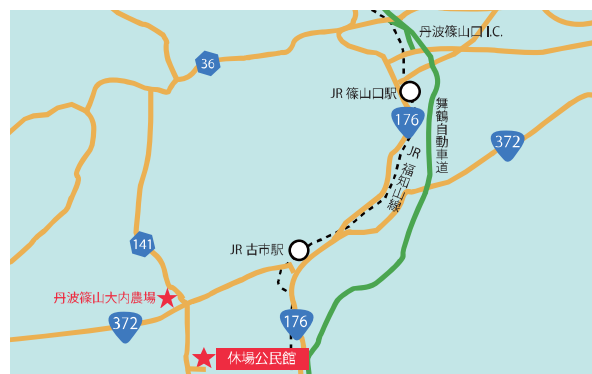 丹波篠山口 I.C.
36
JR 篠山口駅
176
舞鶴自動車道
372
JR 福知山線
141
JR 古市駅
丹波篠山大内農場
372
176
休場公民館